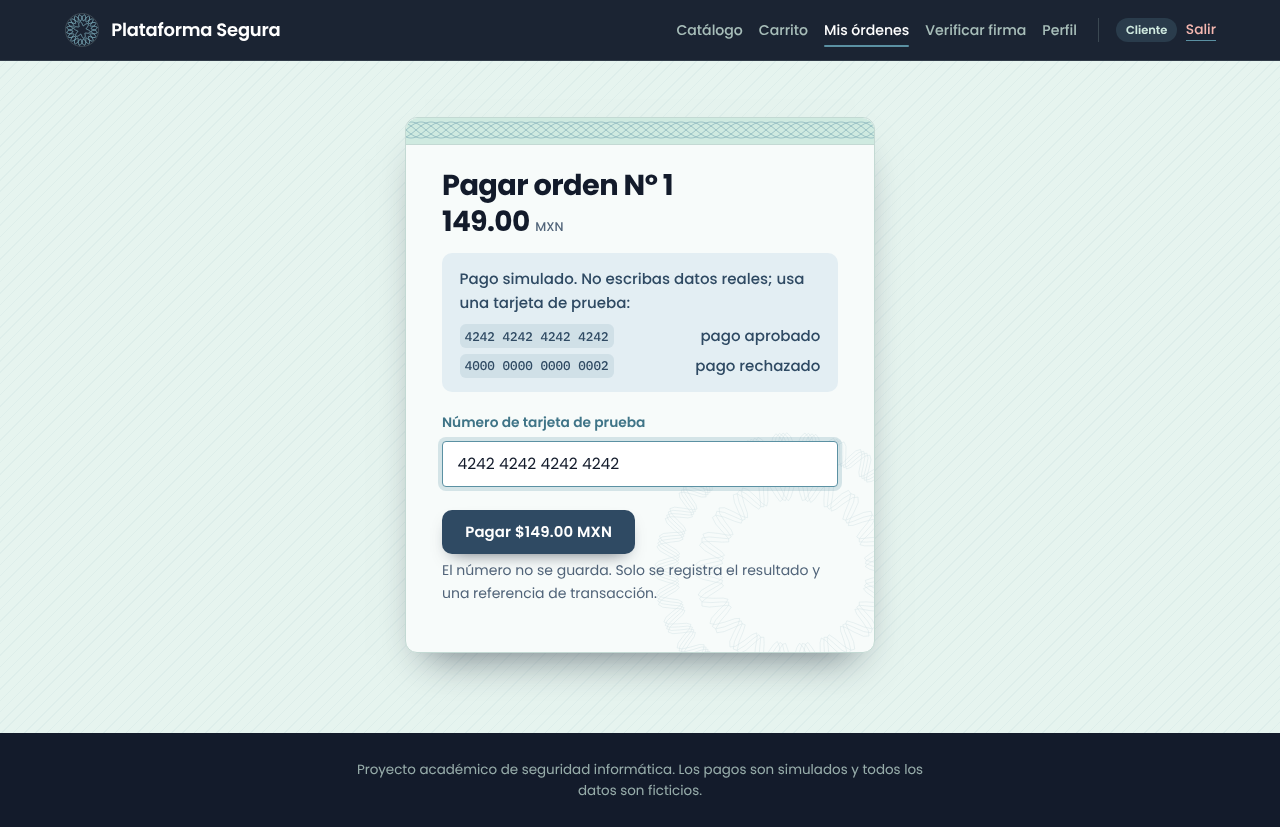 Plataforma Segura
Catálogo Carrito Mis órdenes Verificar firma Perfil Cliente Salir
Pagar orden Nº 1
149.00 MXN
Pago simulado. No escribas datos reales; usa
una tarjeta de prueba:
4242 4242 4242 4242 pago aprobado
4000 0000 0000 0002 pago rechazado
Número de tarjeta de prueba
4242 4242 4242 4242
Pagar $149.00 MXN
El número no se guarda. Solo se registra el resultado y
una referencia de transacción.
Proyecto académico de seguridad informática. Los pagos son simulados y todos los
datos son ficticios.